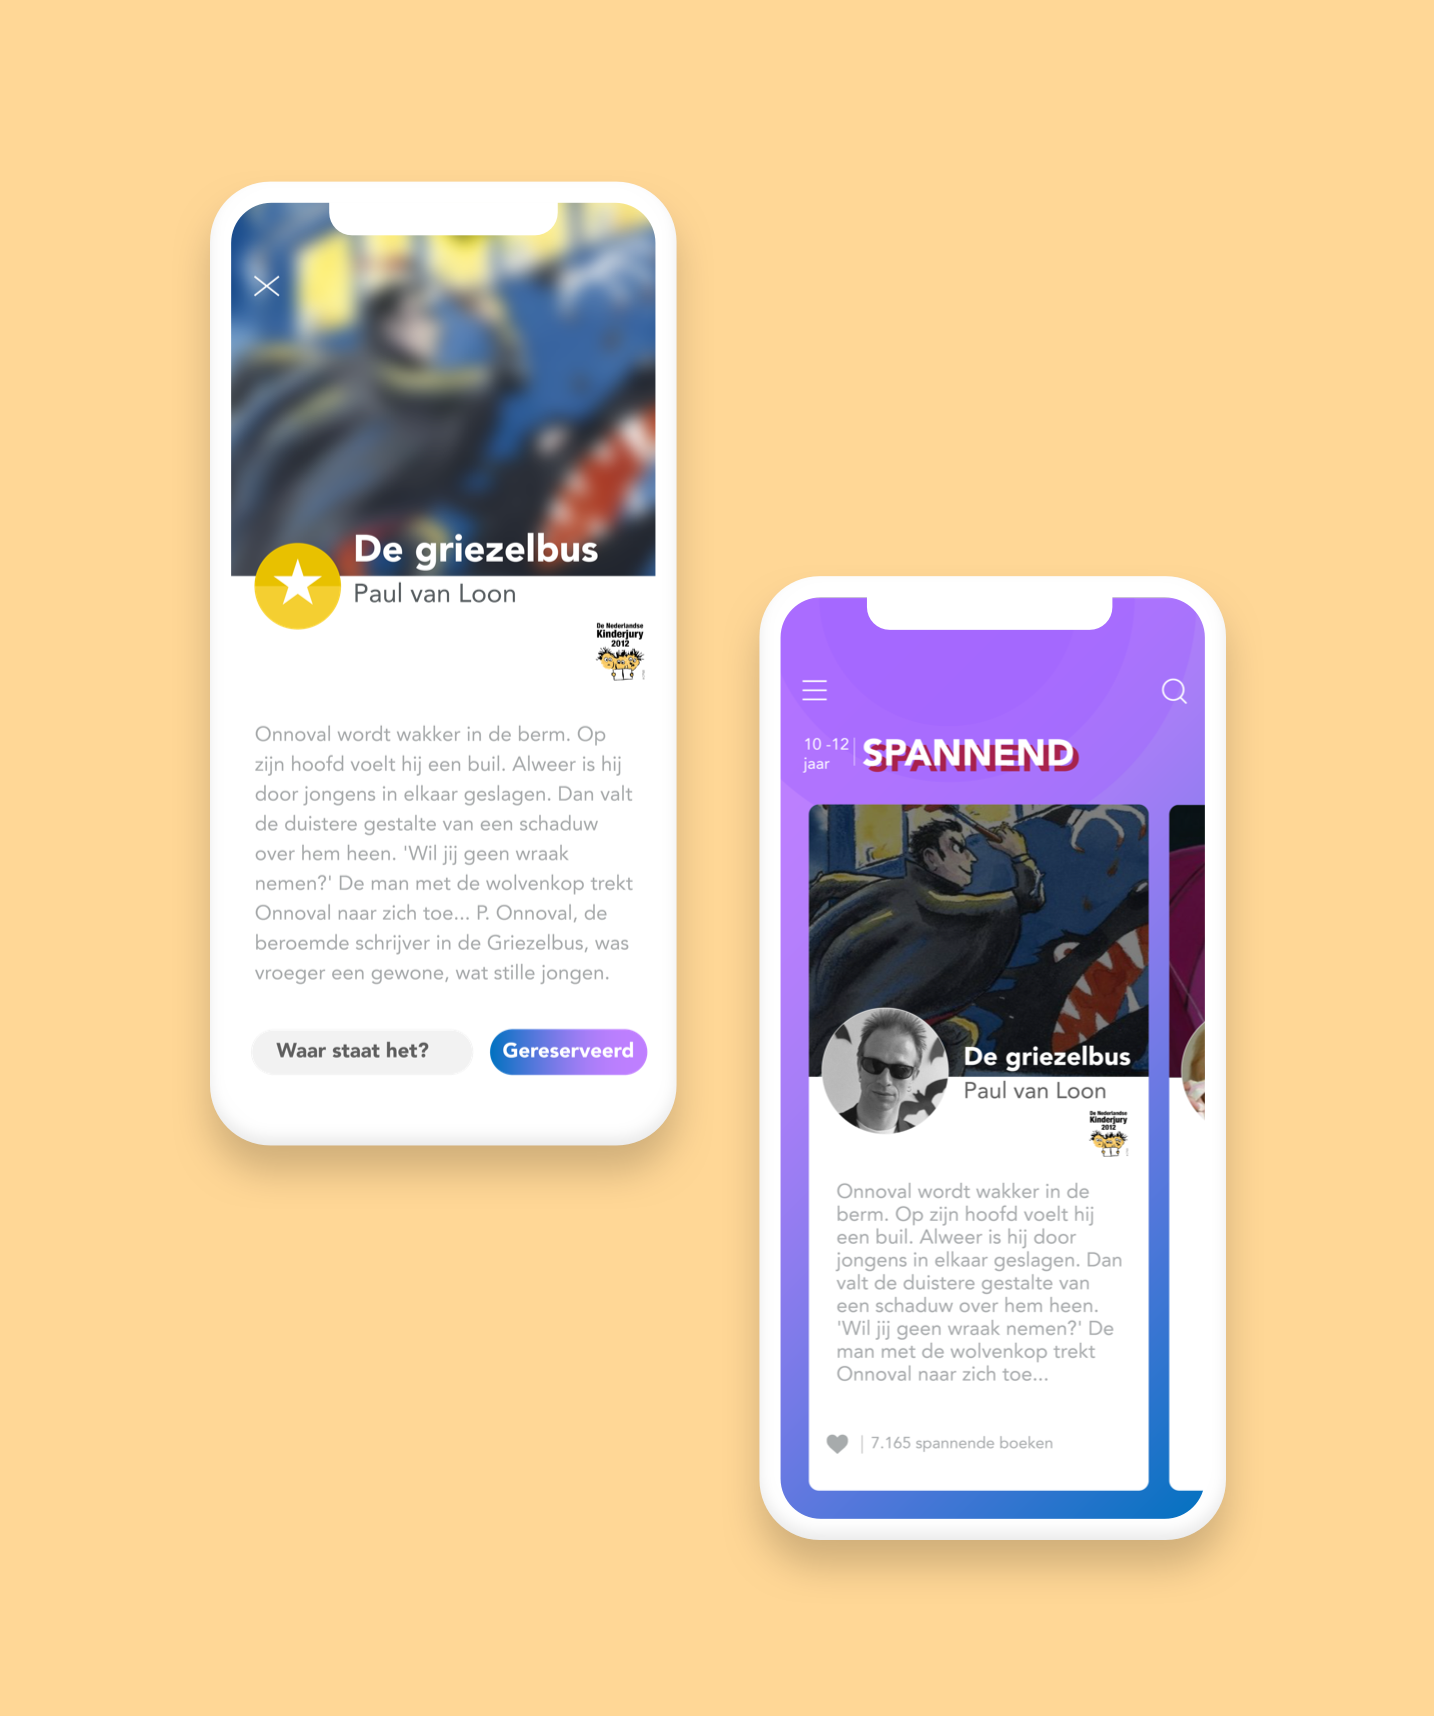 De griezelbus
Paul van Loon
De Nederlandse
Kinderjury
2012
Onnoval wordt wakker in de berm. Op
zijn hoofd voelt hij een buil. Alweer is hij
door jongens in elkaar geslagen. Dan valt
de duistere gestalte van een schaduw
over hem heen. 'Wil jij geen wraak
nemen?' De man met de wolvenkop trekt
Onnoval naar zich toe... P. Onnoval, de
beroemde schrijver in de Griezelbus, was
vroeger een gewone, wat stille jongen.
Waar staat het?
Gereserveerd
10 -12
jaar
SPANNEND
De griezelbus
Paul van Loon
De Nederlandse
Kinderjury
2012
Onnoval wordt wakker in de
berm. Op zijn hoofd voelt hij
een buil. Alweer is hij door
jongens in elkaar geslagen. Dan
valt de duistere gestalte van
een schaduw over hem heen.
'Wil jij geen wraak nemen?' De
man met de wolvenkop trekt
Onnoval naar zich toe...
7.165 spannende boeken